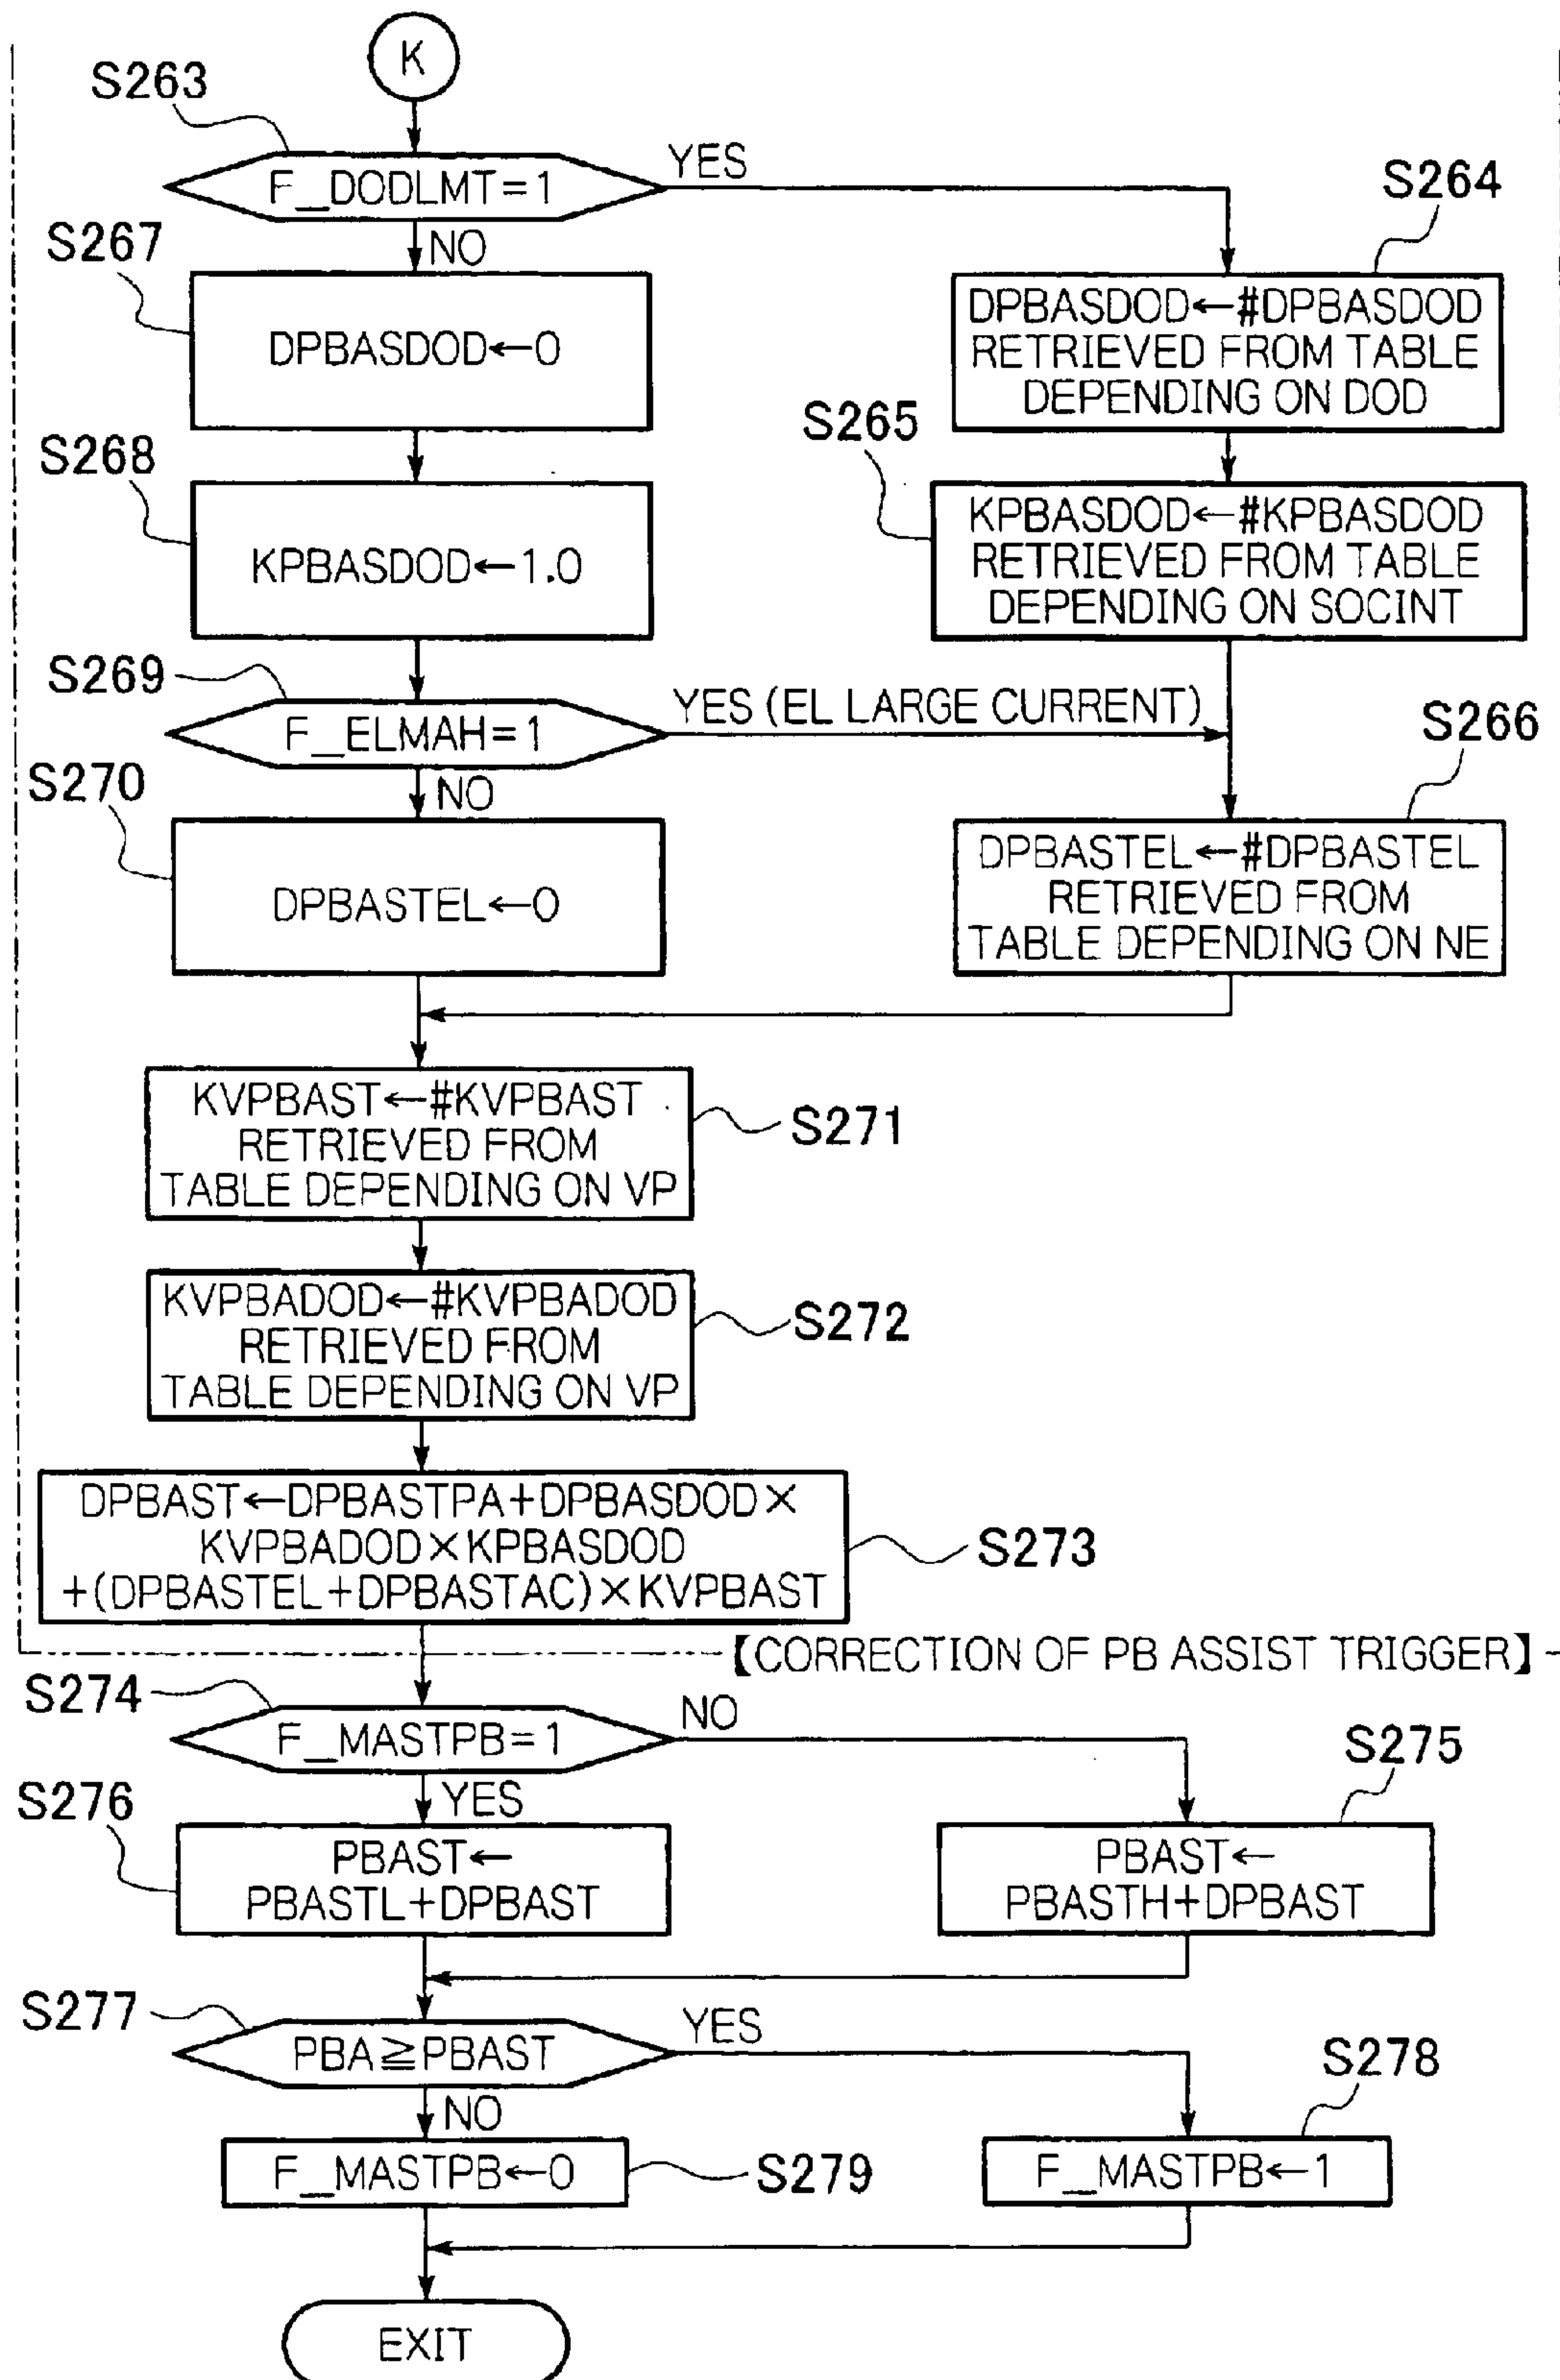 K
S263
F_DODLMT=1
YES
NO
S264
DPBASDOD←#DPBASDOD
RETRIEVED FROM TABLE
DEPENDING ON DOD
S267
DPBASDOD←0
S265
KPBASDOD←#KPBASDOD
RETRIEVED FROM TABLE
DEPENDING ON SOCINT
S268
KPBASDOD←1.0
S269
F_ELMAH=1
YES (EL LARGE CURRENT)
NO
S266
DPBASTEL←#DPBASTEL
RETRIEVED FROM
TABLE DEPENDING ON NE
S270
DPBASTEL←0
KVPBAST←#KVPBAST
RETRIEVED FROM
TABLE DEPENDING ON VP
S271
KVPBADOD←#KVPBADOD
RETRIEVED FROM
TABLE DEPENDING ON VP
S272
DPBAST←DPBASTPA+DPBASDOD×
KVPBADOD×KPBASDOD
+(DPBASTEL+DPBASTAC)×KVPBAST
S273
【CORRECTION OF PB ASSIST TRIGGER】
S274
F_MASTPB=1
NO
YES
S275
PBAST←
PBASTH+DPBAST
S276
PBAST←
PBASTL+DPBAST
S277
PBA≧PBAST
YES
NO
S278
F_MASTPB←1
F_MASTPB←0
S279
EXIT